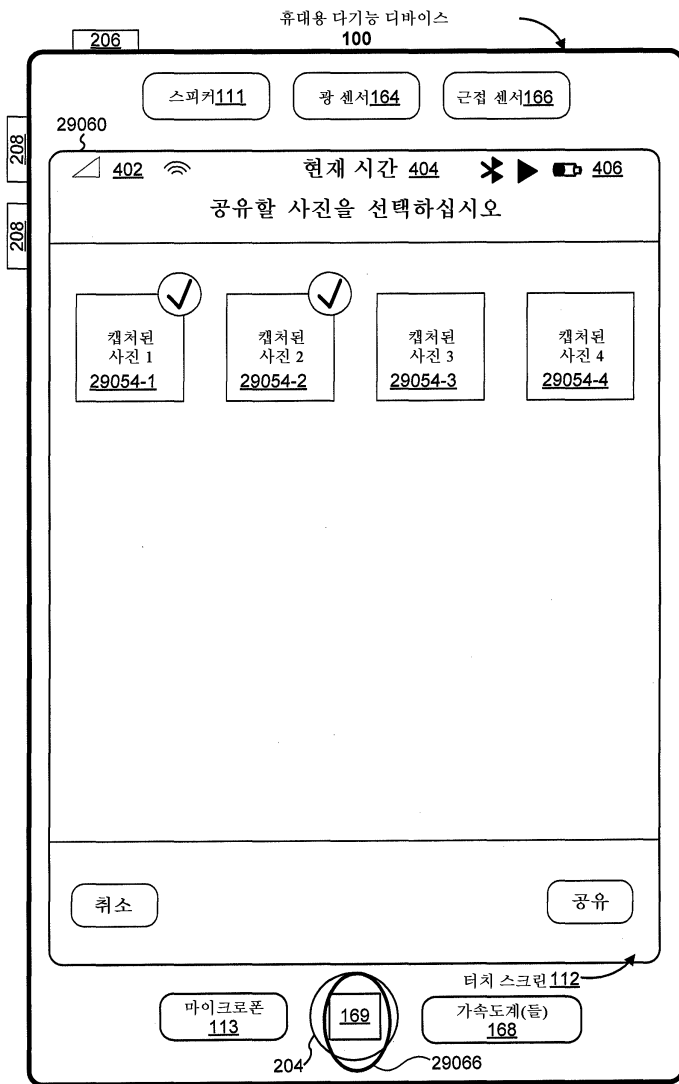 휴대용 다기능 디바이스
100
206
스피커111
광 센서164
근접 센서166
208
208
29060
402
현재 시간 404
406
공유할 사진을 선택하십시오
캡처된
사진 1
29054-1
캡처된
사진 2
29054-2
캡처된
사진 3
29054-3
캡처된
사진 4
29054-4
취소
공유
터치 스크린112
마이크로폰
113
169
가속도계(들)
168
204
29066